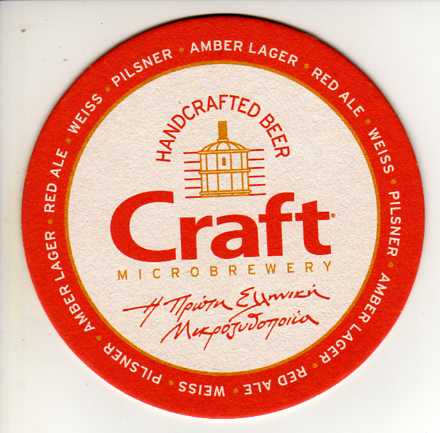 PILSNER • AMBER LAGER • RED ALE • WEISS • PILSNER • AMBER LAGER • RED ALE • WEISS • PILSNER • AMBER LAGER • RED ALE • WEISS •
HANDCRAFTED BEER
Craft
MICROBREWERY
Η Πρώτη Ελληνική
Μικροζυθοποιία